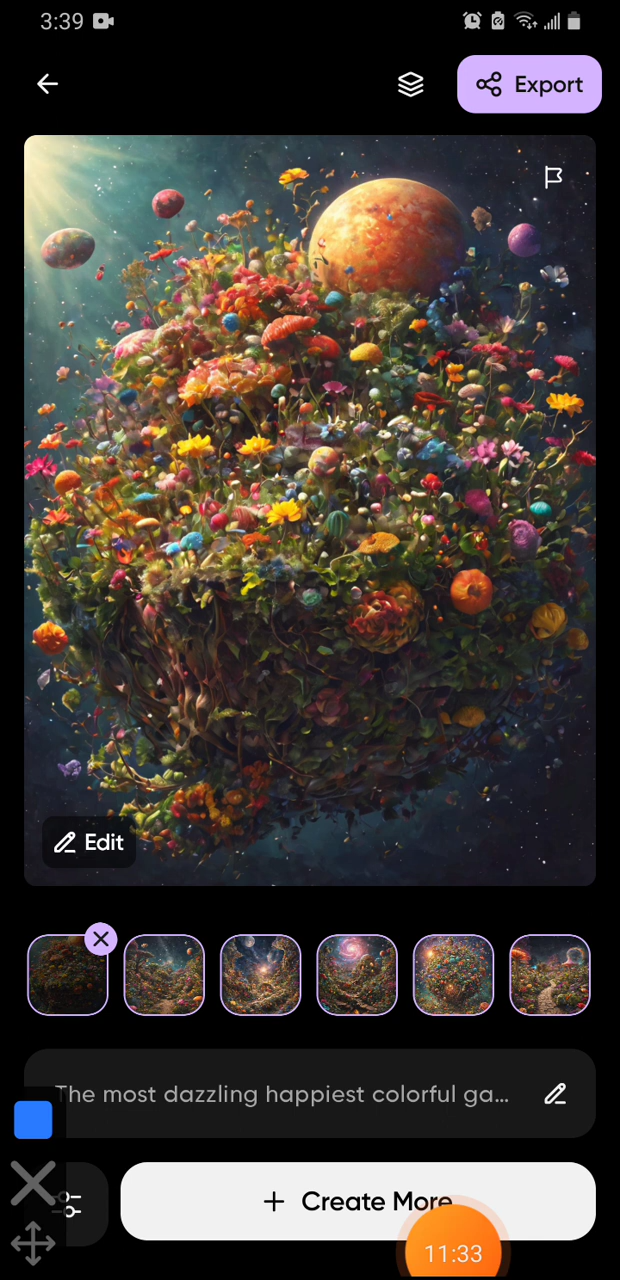 3:39
Export
Edit
The most dazzling happiest colorful ga...
+ Create More
11:33